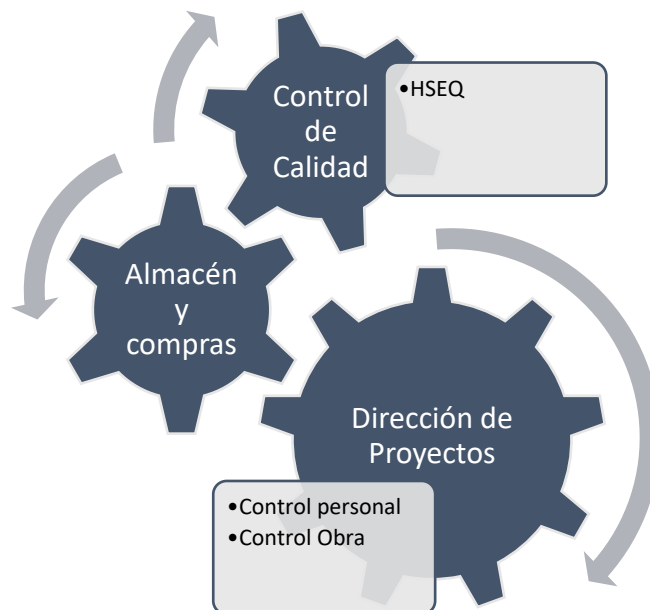 Control
de
Calidad
•HSEQ
Almacén
y
compras
Dirección de
Proyectos
•Control personal
•Control Obra